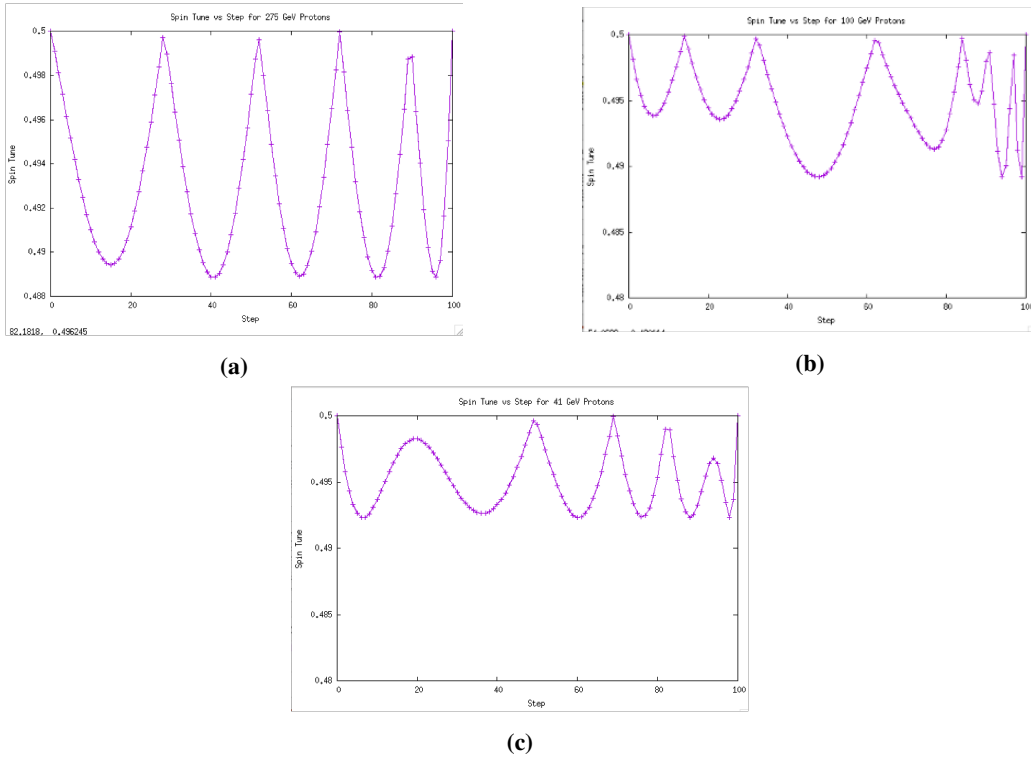 Spin Tune vs Step for 275 GeV Protons
0.5
0.498
0.496
0.494
0.492
0.49
0.488
Spin Tune
0 20 40 60 80 100
Step
82.1818, 0.496245
(a)
Spin Tune vs Step for 100 GeV Protons
0.5
0.495
0.49
0.485
0.48
Spin Tune
0 20 40 60 80 100
Step
(b)
Spin Tune vs Step for 41 GeV Protons
0.5
0.495
0.49
0.485
0.48
Spin Tune
0 20 40 60 80 100
Step
(c)